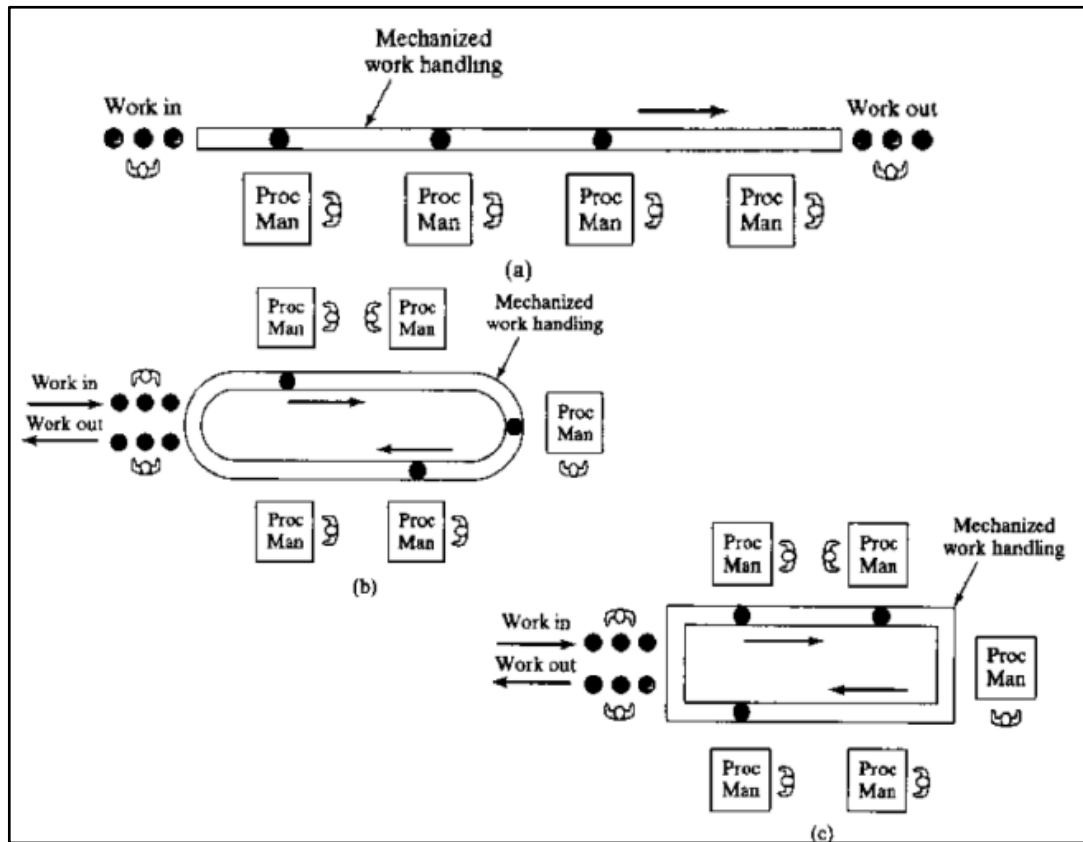 Mechanized
work handling
Work in
Work out
Proc
Man
Proc
Man
Proc
Man
Proc
Man
(a)
Proc
Man
Proc
Man
Mechanized
work handling
Work in
Work out
Proc
Man
Proc
Man
Proc
Man
(b)
Proc
Man
Proc
Man
Mechanized
work handling
Work in
Work out
Proc
Man
Proc
Man
Proc
Man
(c)